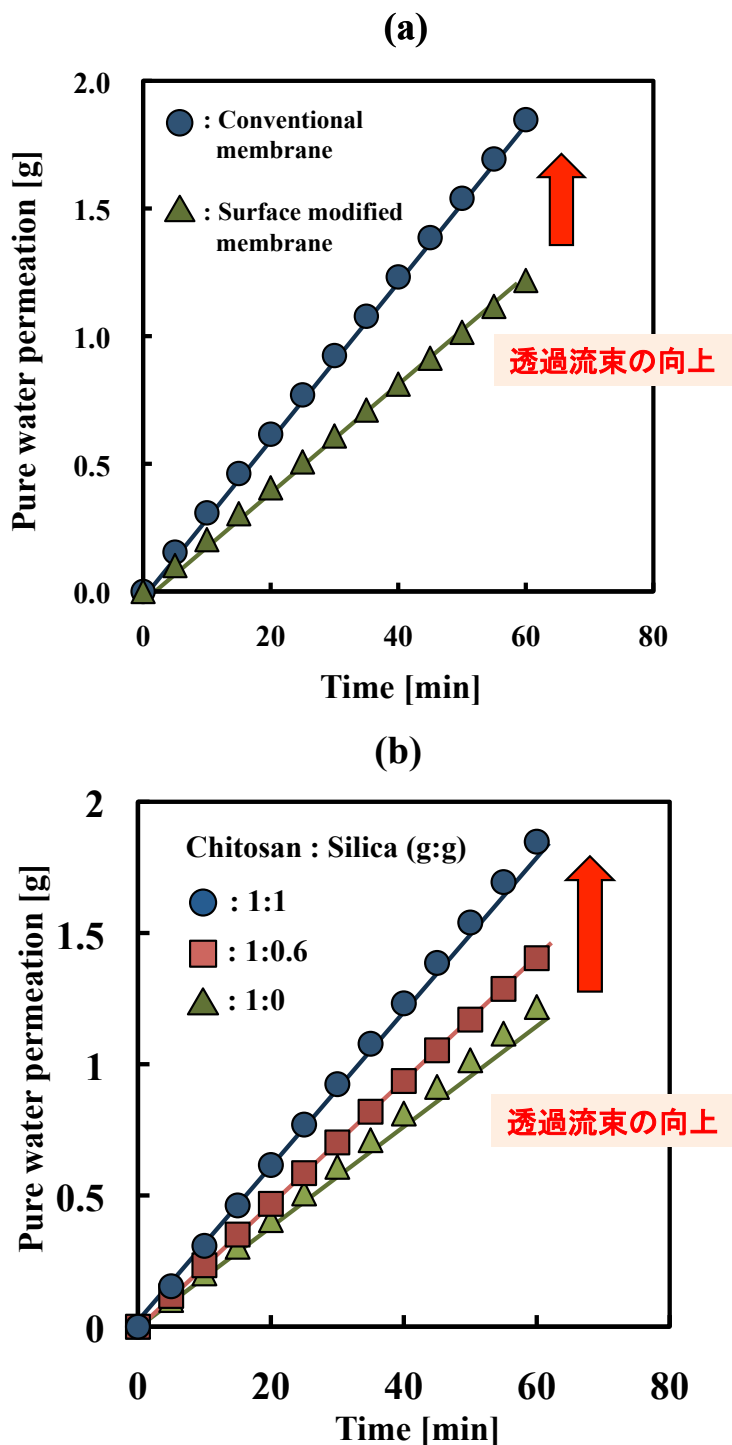 (a)
Pure water permeation [g]
2.0
1.5
1.0
0.5
0.0
: Conventional
membrane
: Surface modified
membrane
透過流束の向上
0 20 40 60 80
Time [min]
(b)
Pure water permeation [g]
2
1.5
1
0.5
0
Chitosan : Silica (g:g)
: 1:1
: 1:0.6
: 1:0
透過流束の向上
0 20 40 60 80
Time [min]